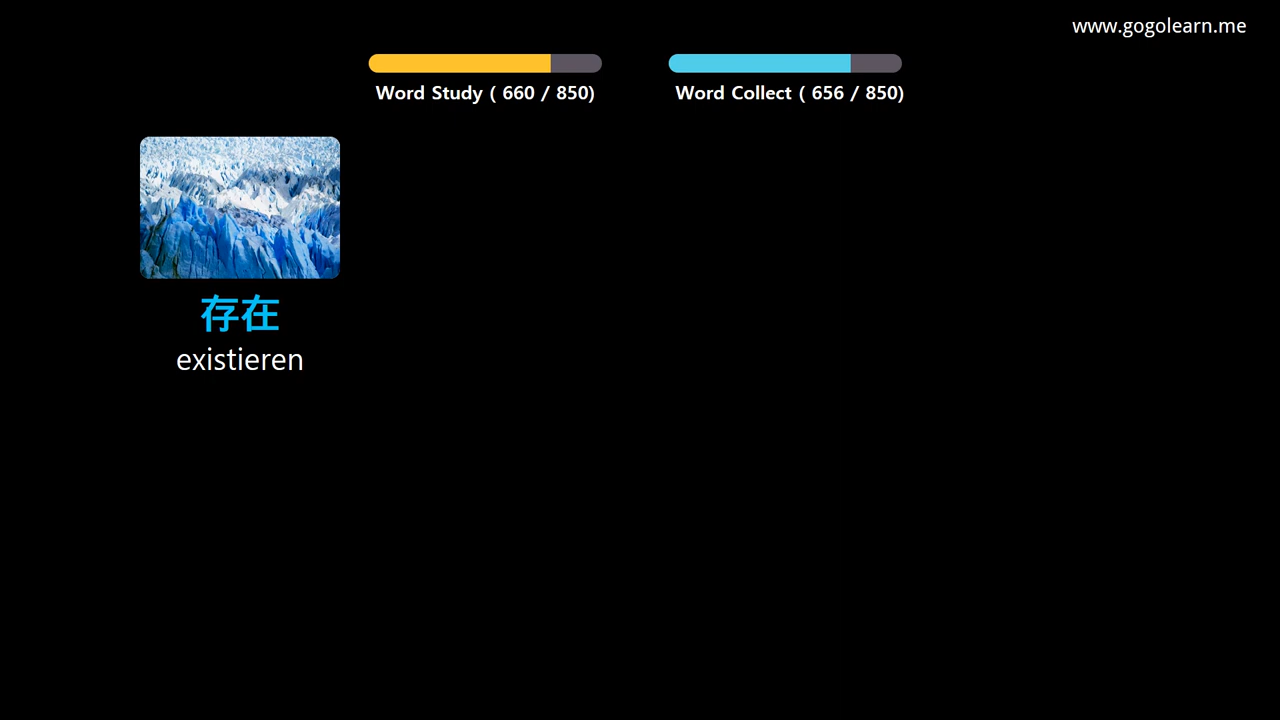 www.gogolearn.me
Word Study ( 660 / 850)
Word Collect ( 656 / 850)
存在
existieren